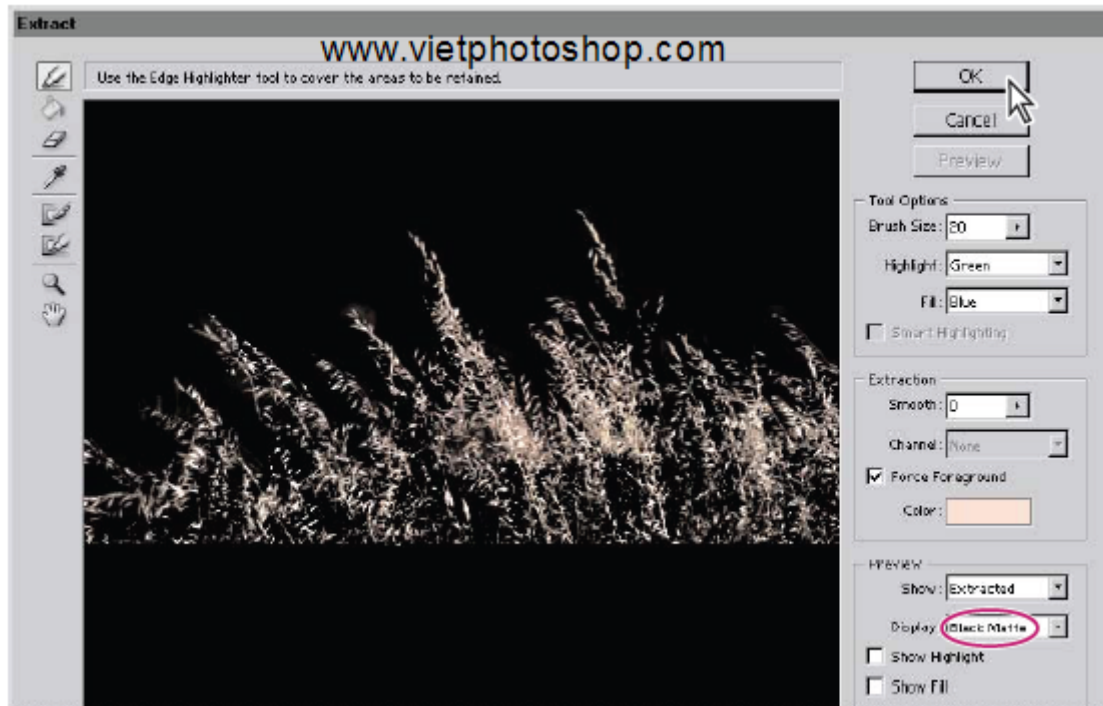 Extract
www.vietphotoshop.com
Use the Edge Highlighter tool to cover the areas to be retained.
OK
Cancel
Preview
Tool Options
Brush Size: 20
Highlight: Green
Fill: Blue
Smart Highlighting
Extraction
Smooth: 0
Channel: None
Force Foreground
Color:
Preview
Show: Extracted
Display: Black Matte
Show Highlight
Show Fill